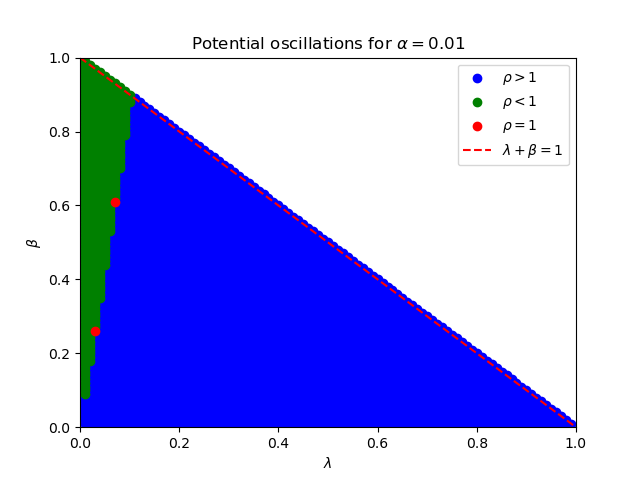 Potential oscillations for α = 0.01
ρ > 1
ρ < 1
ρ = 1
λ + β = 1
1.0
0.8
0.6
0.4
0.2
0.0
β
0.0 0.2 0.4 0.6 0.8 1.0
λ